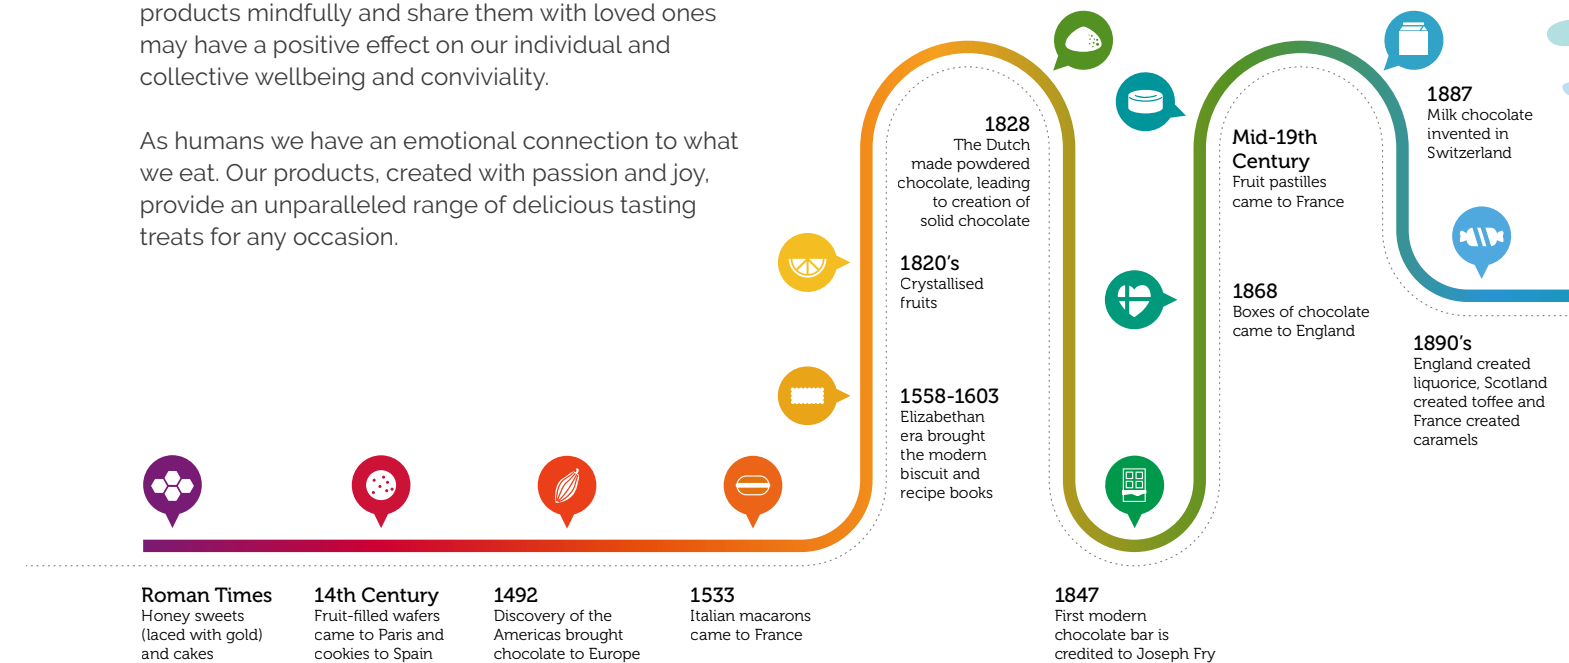 products mindfully and share them with loved ones
may have a positive effect on our individual and
collective wellbeing and conviviality.
As humans we have an emotional connection to what
we eat. Our products, created with passion and joy,
provide an unparalleled range of delicious tasting
treats for any occasion.
Roman Times
Honey sweets
(laced with gold)
and cakes
14th Century
Fruit-filled wafers
came to Paris and
cookies to Spain
1492
Discovery of the
Americas brought
chocolate to Europe
1533
Italian macarons
came to France
1558-1603
Elizabethan
era brought
the modern
biscuit and
recipe books
1820's
Crystallised
fruits
1828
The Dutch
made powdered
chocolate, leading
to creation of
solid chocolate
1847
First modern
chocolate bar is
credited to Joseph Fry
Mid-19th
Century
Fruit pastilles
came to France
1868
Boxes of chocolate
came to England
1887
Milk chocolate
invented in
Switzerland
1890's
England created
liquorice, Scotland
created toffee and
France created
caramels